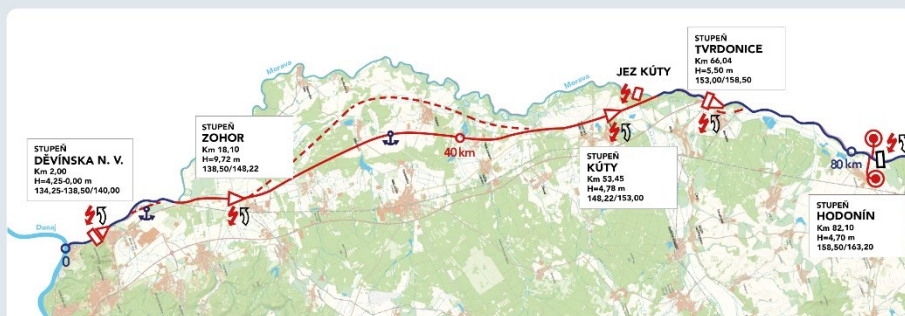 STUPEŇ
TVRDONICE
Km 66,04
H=5,50 m
153,00/158,50
JEZ KÚTY
Morava
Morava
STUPEŇ
ZOHOR
Km 18,10
H=9,72 m
138,50/148,22
STUPEŇ
DĚVÍNSKA N. V.
Km 2,00
H=4,25-0,00 m
134,25-138,50/140,00
40 km
STUPEŇ
KÚTY
Km 53,45
H=4,78 m
148,22/153,00
80 km
STUPEŇ
HODONÍN
Km 82,10
H=4,70 m
158,50/163,20
Dunaj
0